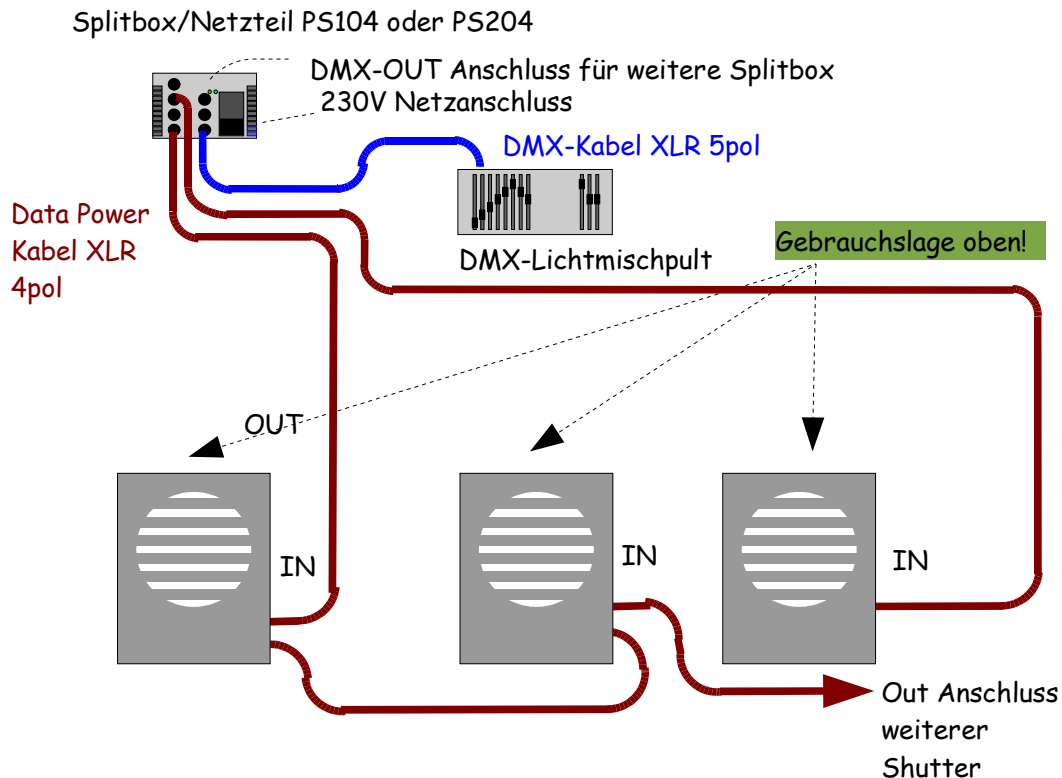 Splitbox/Netzteil PS104 oder PS204
DMX-OUT Anschluss für weitere Splitbox
230V Netzanschluss
DMX-Kabel XLR 5pol
Data Power
Kabel XLR
4pol
DMX-Lichtmischpult
Gebrauchslage oben!
OUT
IN
IN
IN
Out Anschluss
weiterer
Shutter